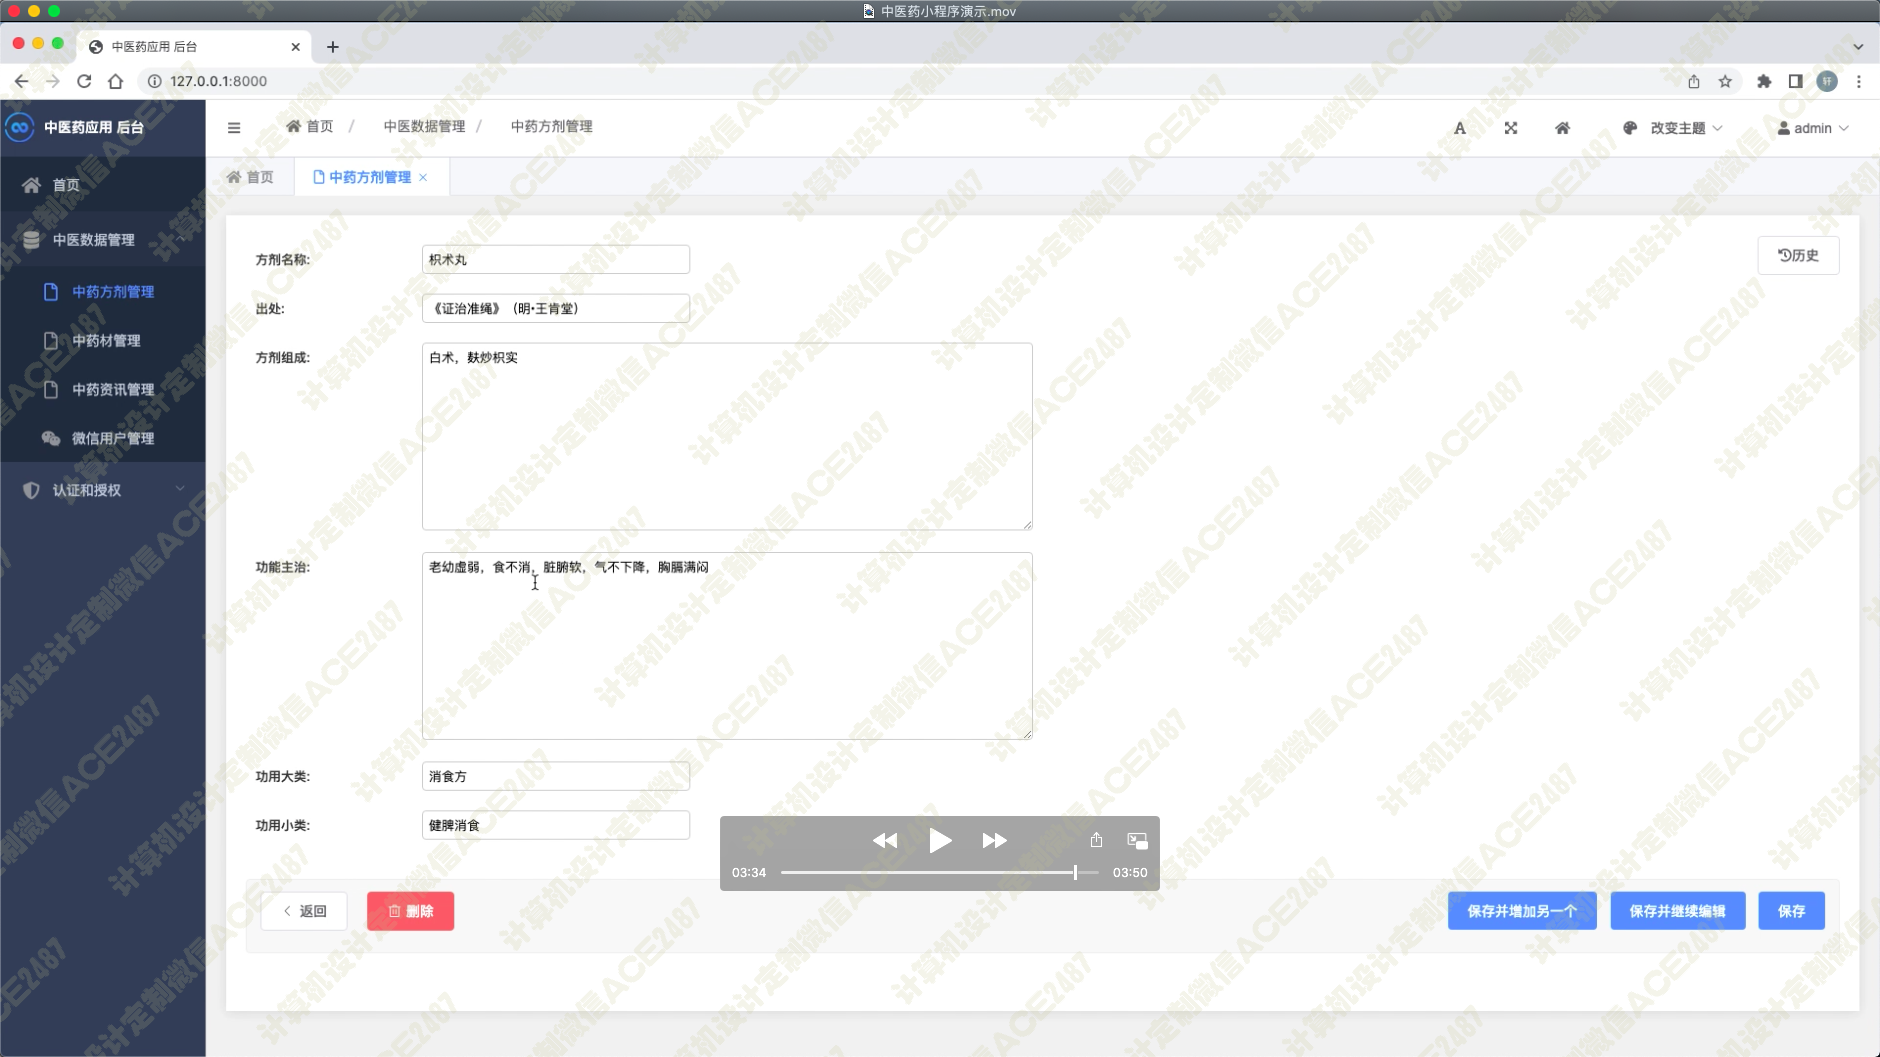 中医药小程序演示.mov
中医药应用 后台
127.0.0.1:8000
轩
中医药应用 后台
首页 / 中医数据管理 / 中药方剂管理
A
改变主题
admin
首页
中医数据管理
中药方剂管理
中药材管理
中药资讯管理
微信用户管理
认证和授权
首页
中药方剂管理
历史
方剂名称:
枳术丸
出处:
《证治准绳》（明·王肯堂）
方剂组成:
白术，麸炒枳实
功能主治:
老幼虚弱，食不消，脏腑软，气不下降，胸膈满闷
功用大类:
消食方
功用小类:
健脾消食
03:34
03:50
返回
删除
保存并增加另一个
保存并继续编辑
保存
计算机设计定制微信ACE2487